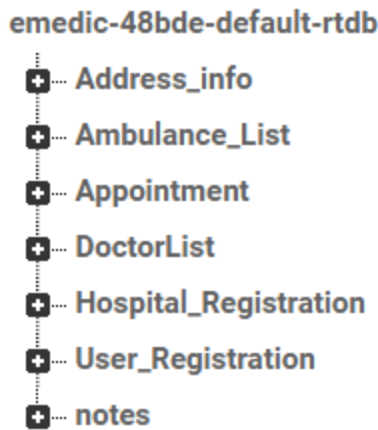 emedic-48bde-default-rtdb
Address_info
Ambulance_List
Appointment
DoctorList
Hospital_Registration
User_Registration
notes